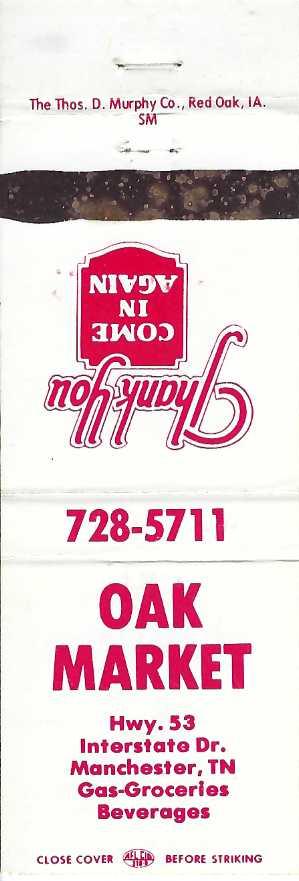 The Thos. D. Murphy Co., Red Oak, IA.
SM
Thank You
COME
IN
AGAIN
728-5711
OAK
MARKET
Hwy. 53
Interstate Dr.
Manchester, TN
Gas-Groceries
Beverages
CLOSE COVER BEFORE STRIKING